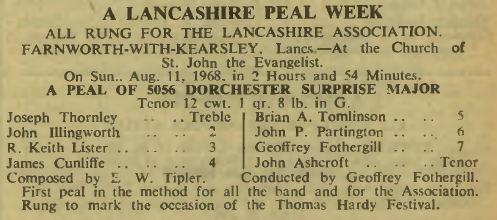 A LANCASHIRE PEAL WEEK
ALL RUNG FOR THE LANCASHIRE ASSOCIATION.
FARNWORTH-WITH-KEARSLEY, Lancs.—At the Church of
St. John the Evangelist.
On Sun.. Aug. 11, 1968. in 2 Hours and 54 Minutes.
A PEAL OF 5056 DORCHESTER SURPRISE MAJOR
Tenor 12 cwt. 1 qr. 8 lb. in G.
Joseph Thornley .. .. Treble
John Illingworth .. .. 2
R. Keith Lister .. .. .. 3
James Cunliffe .. .. .. 4
Brian A. Tomlinson .. .. 5
John P. Partington .. .. 6
Geoffrey Fothergill .. .. 7
John Ashcroft .. .. Tenor
Composed by E. W. Tipler. Conducted by Geoffrey Fothergill.
First peal in the method for all the band and for the Association.
Rung to mark the occasion of the Thomas Hardy Festival.